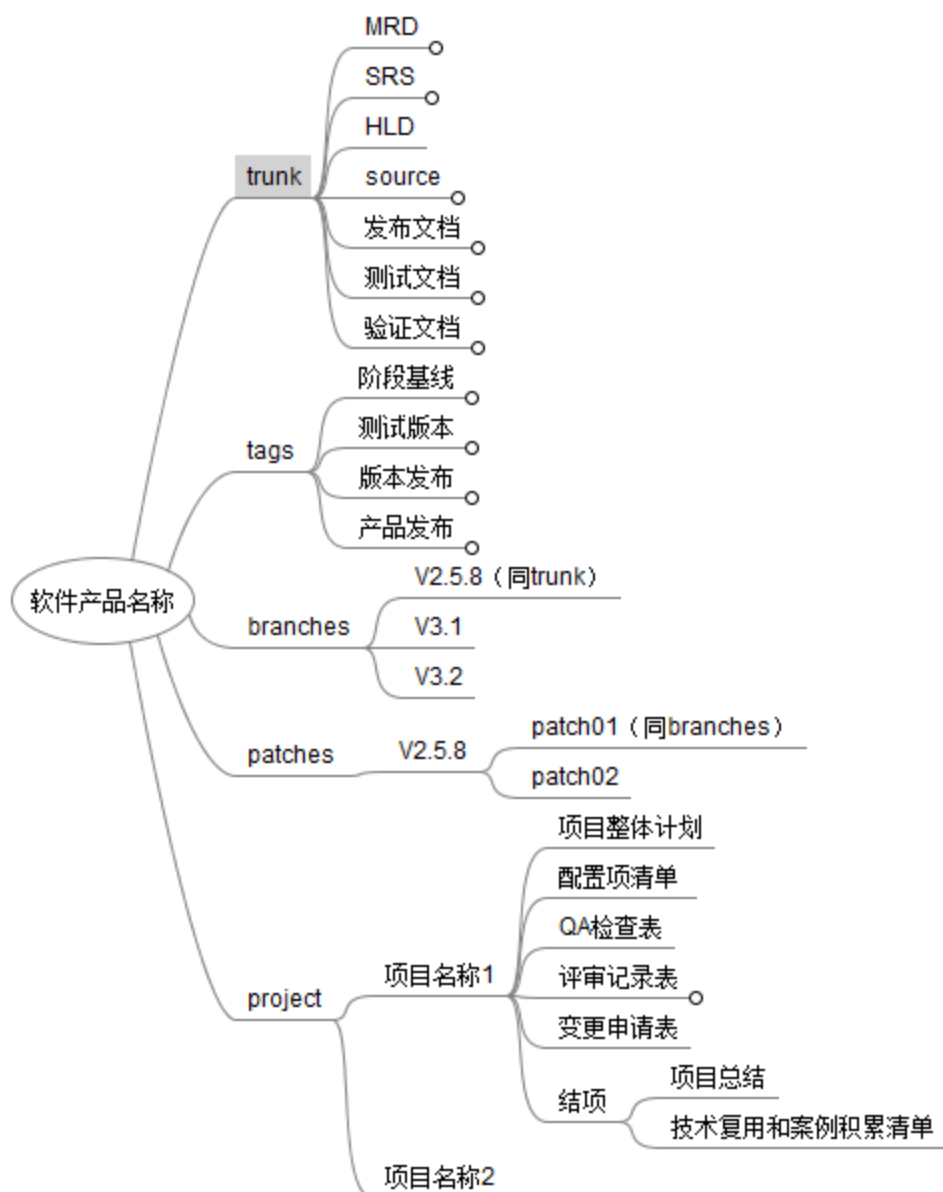 MRD
SRS
HLD
trunk
source
发布文档
测试文档
验证文档
阶段基线
测试版本
tags
版本发布
产品发布
软件产品名称
V2.5.8（同trunk）
branches
V3.1
V3.2
patch01（同branches）
patches
V2.5.8
patch02
项目整体计划
配置项清单
QA检查表
项目名称1
评审记录表
project
变更申请表
结项
项目总结
技术复用和案例积累清单
项目名称2